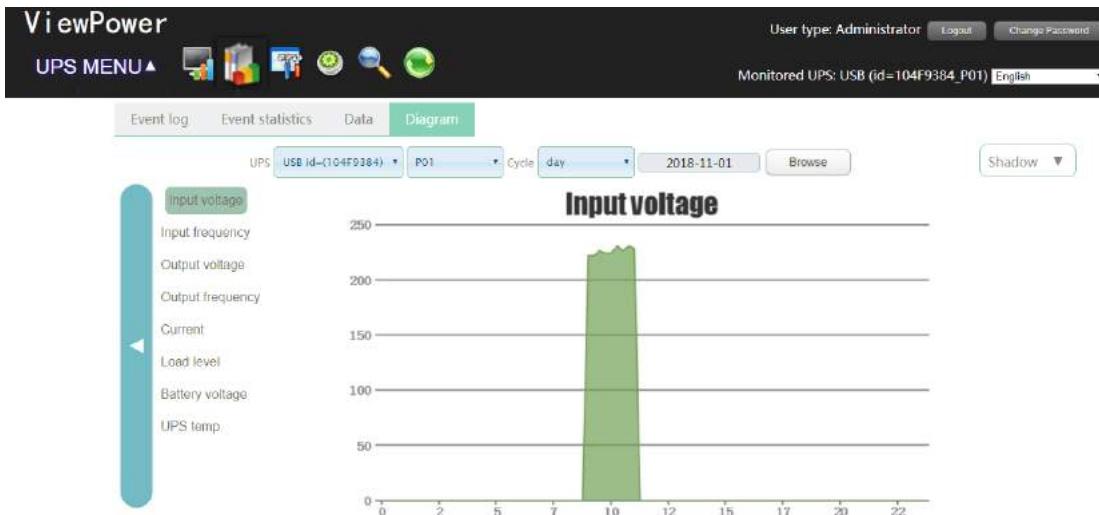 ViewPower
User type: Administrator Logout Change Password
UPS MENU▲
Monitored UPS: USB (id=104F9384_P01) English
Event log Event statistics Data Diagram
UPS USB id=(104F9384) P01 Cycle day 2018-11-01 Browse Shadow ▼
Input voltage
Input frequency
Output voltage
Output frequency
Current
Load level
Battery voltage
UPS temp.
Input voltage
250
200
150
100
50
0
0 2 5 7 10 12 15 17 20 22